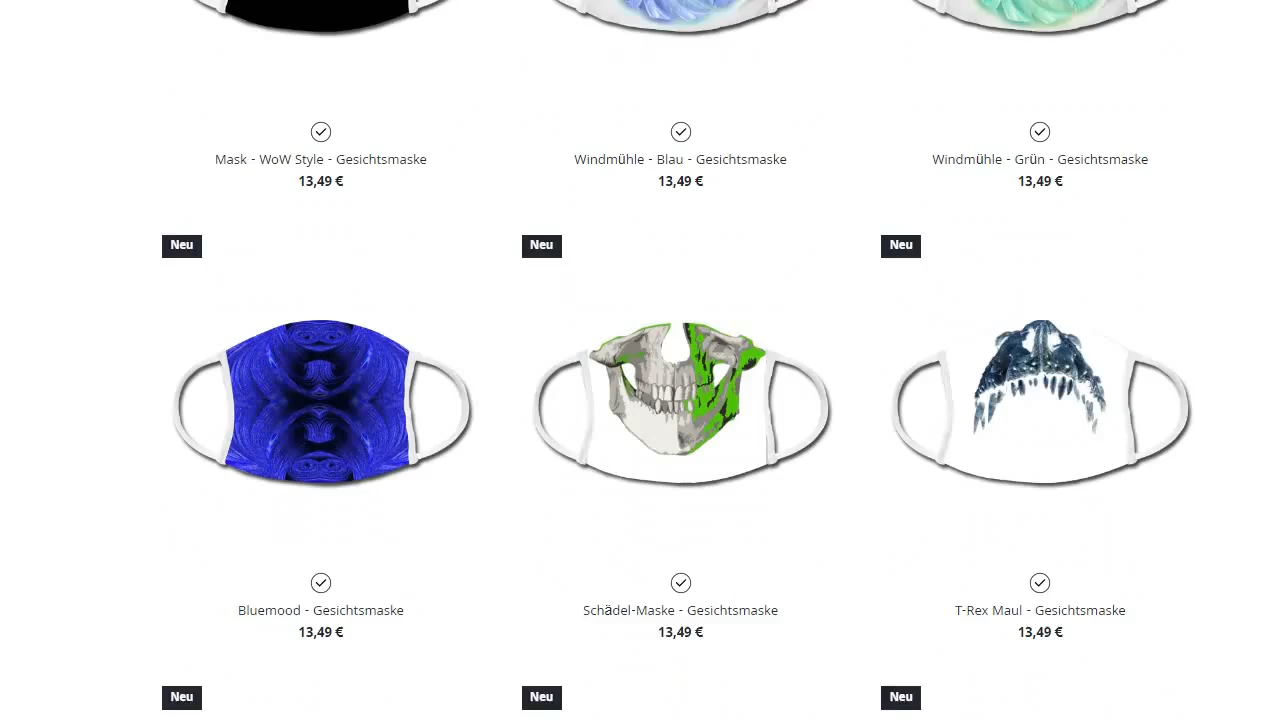 Mask - WoW Style - Gesichtsmaske
13,49 €
Windmühle - Blau - Gesichtsmaske
13,49 €
Windmühle - Grün - Gesichtsmaske
13,49 €
Neu
Neu
Neu
Bluemood - Gesichtsmaske
13,49 €
Schädel-Maske - Gesichtsmaske
13,49 €
T-Rex Maul - Gesichtsmaske
13,49 €
Neu
Neu
Neu